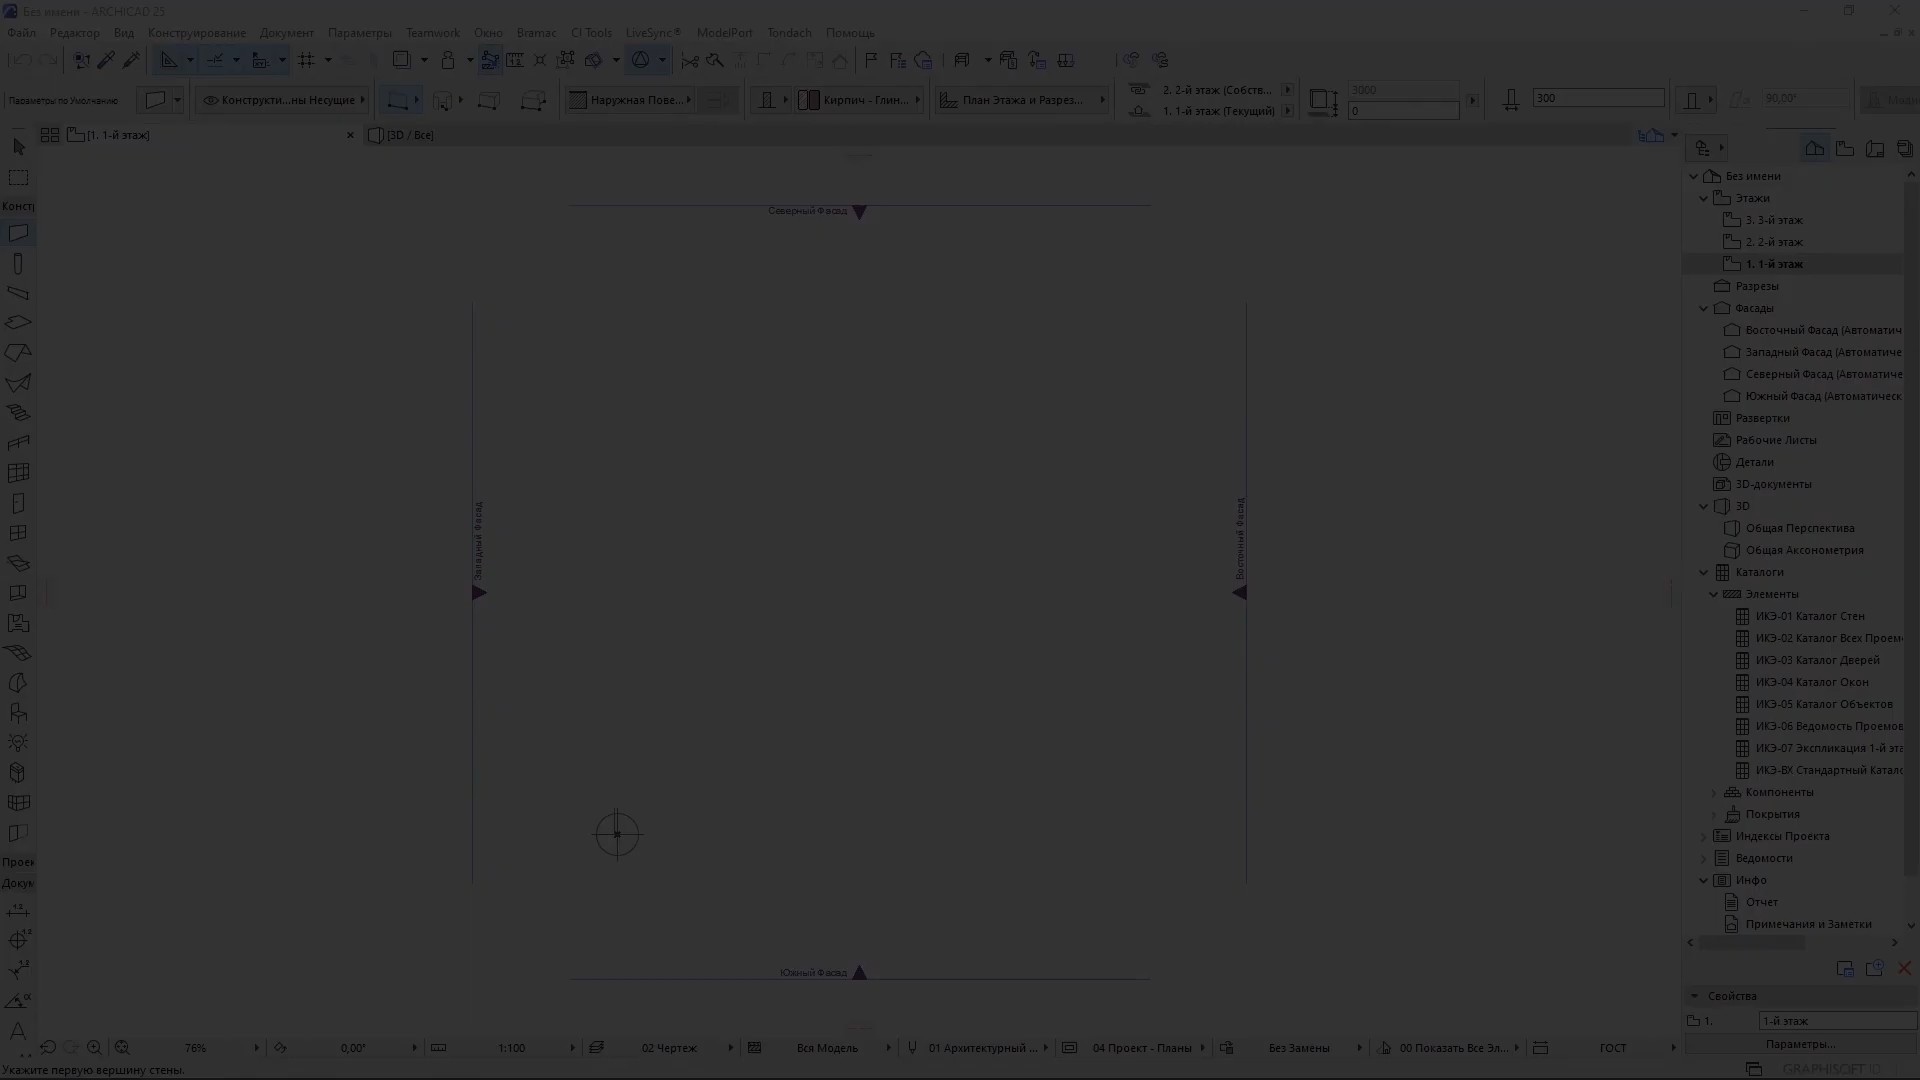 Без имени - ARCHICAD 25
Файл Редактор Вид Конструирование Документ Параметры Teamwork Окно Bramac CI Tools LiveSync® ModelPort Tondach Помощь
Параметры по Умолчанию
Конструкти...ны Несущие
Наружная Пове...
Кирпич - Глин...
План Этажа и Разрез...
2. 2-й этаж (Собств...
1. 1-й этаж (Текущий)
3000
0
300
90,00°
[1. 1-й этаж]
[3D / Все]
Констр
Проек
Докум
Северный Фасад
Западный Фасад
Восточный Фасад
Южный Фасад
Без имени
Этажи
3. 3-й этаж
2. 2-й этаж
1. 1-й этаж
Разрезы
Фасады
Восточный Фасад (Автоматич
Западный Фасад (Автоматиче
Северный Фасад (Автоматиче
Южный Фасад (Автоматическ
Развертки
Рабочие Листы
Детали
3D-документы
3D
Общая Перспектива
Общая Аксонометрия
Каталоги
Элементы
ИКЭ-01 Каталог Стен
ИКЭ-02 Каталог Всех Проем
ИКЭ-03 Каталог Дверей
ИКЭ-04 Каталог Окон
ИКЭ-05 Каталог Объектов
ИКЭ-06 Ведомость Проемов
ИКЭ-07 Экспликация 1-й эта
ИКЭ-ВХ Стандартный Катало
Компоненты
Покрытия
Индексы Проекта
Ведомости
Инфо
Отчет
Примечания и Заметки
Свойства
1. 1-й этаж
Параметры...
76% 0,00° 1:100 02 Чертеж Вся Модель 01 Архитектурный ... 04 Проект - Планы Без Замены 00 Показать Все Эл... ГОСТ
Укажите первую вершину стены.
GRAPHISOFT ID